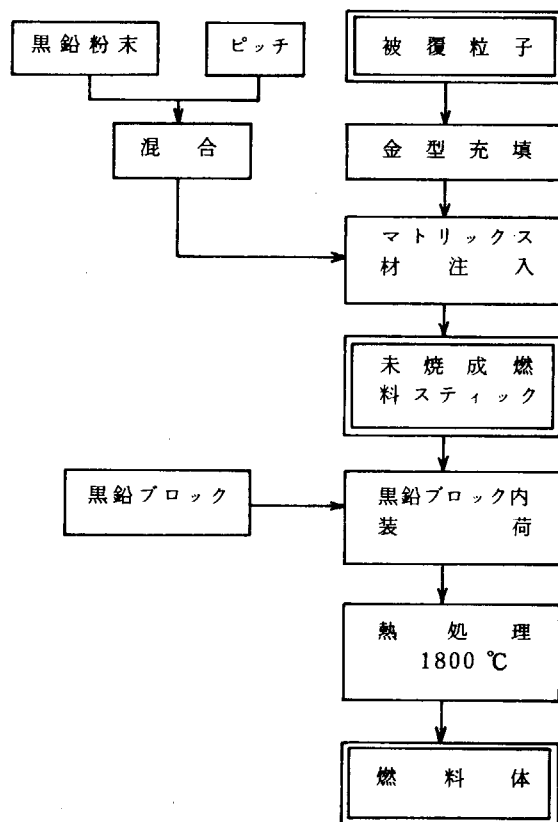 黒鉛粉末
ピッチ
被覆粒子
混合
金型充填
マトリックス
材注入
未焼成燃
料スティック
黒鉛ブロック
黒鉛ブロック内
装荷
熱処理
1800 ℃
燃料体